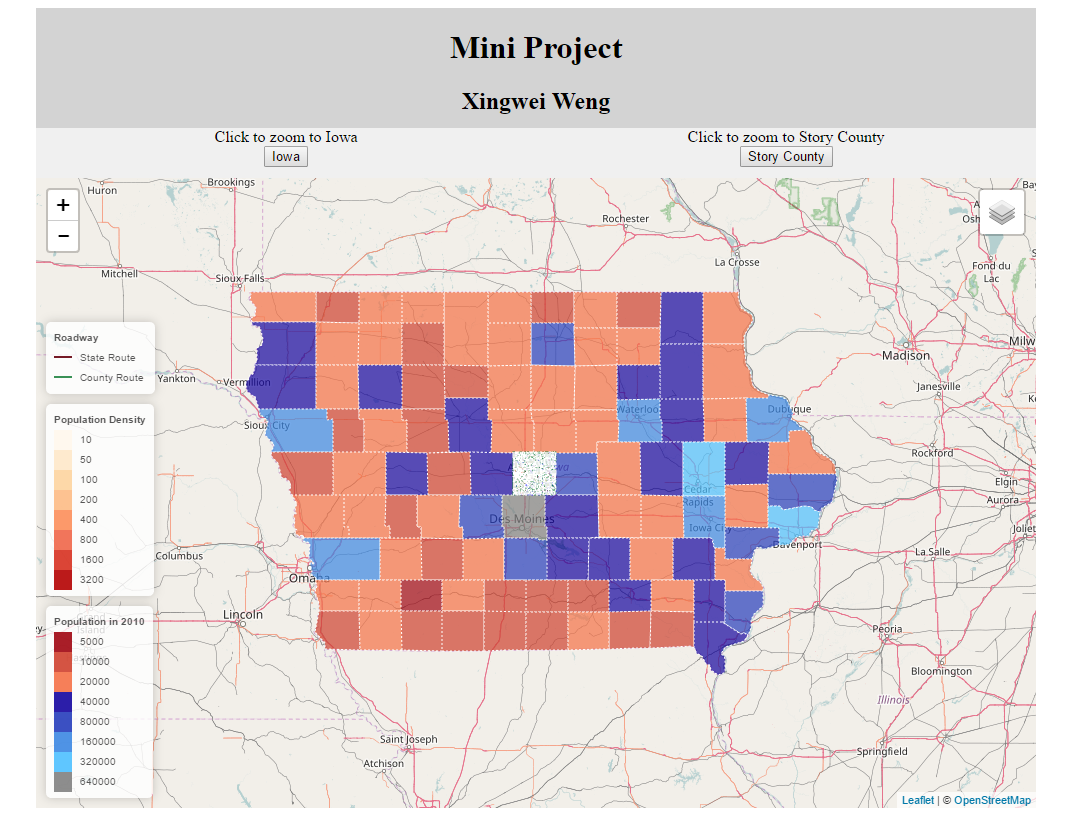 Mini Project
Xingwei Weng
Click to zoom to Iowa
Iowa
Click to zoom to Story County
Story County
+
−
Huron
Brookings
Rochester
La Crosse
Mitchell
Sioux Falls
Fond du
Lac
Madison
Milw
Janesville
Yankton
Vermillion
Sioux City
Waterloo
Dubuque
Rockford
Elgin
Aurora
Joliet
Cedar
Rapids
Des Moines
Iowa City
Davenport
La Salle
Columbus
Omaha
Lincoln
Peoria
Bloomington
Illinois
Springfield
Saint Joseph
Atchison
Roadway
State Route
County Route
Population Density
10
50
100
200
400
800
1600
3200
Population in 2010
5000
10000
20000
40000
80000
160000
320000
640000
Leaflet | © OpenStreetMap